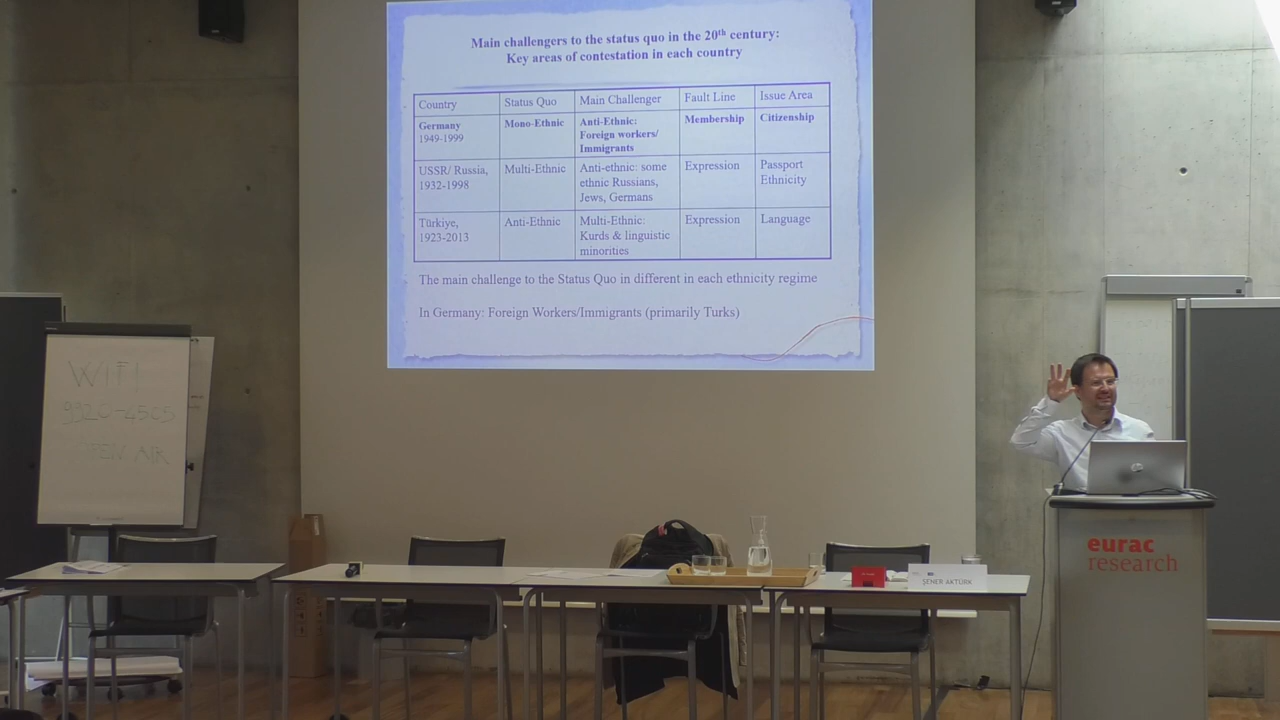 Main challengers to the status quo in the 20th century:
Key areas of contestation in each country
Country Status Quo Main Challenger Fault Line Issue Area
Germany Mono-Ethnic Anti-Ethnic: Membership Citizenship
1949-1999 Foreign workers/
Immigrants
USSR/ Russia, Multi-Ethnic Anti-ethnic: some Expression Passport
1932-1998 ethnic Russians, Ethnicity
Jews, Germans
Türkiye, Anti-Ethnic Multi-Ethnic: Expression Language
1923-2013 Kurds & linguistic
minorities
The main challenge to the Status Quo in different in each ethnicity regime
In Germany: Foreign Workers/Immigrants (primarily Turks)
WIFI
9920-4505
AIR
ŞENER AKTÜRK
eurac
research